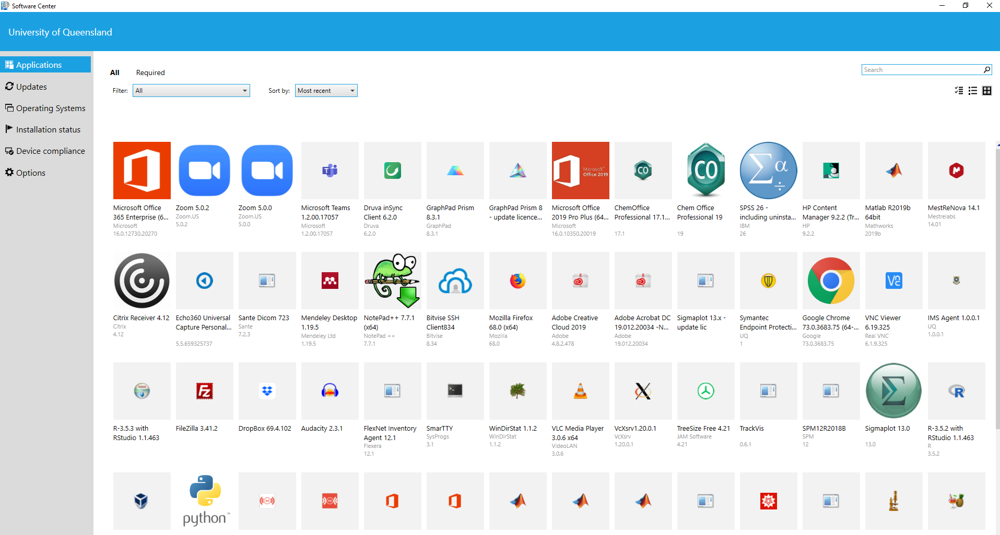 Software Center
University of Queensland
Applications
Updates
Operating Systems
Installation status
Device compliance
Options
All
Required
Search
Filter:
All
Sort by:
Most recent
Microsoft Office
365 Enterprise (6...
Microsoft
16.0.12730.20270
Zoom 5.0.2
Zoom.US
5.0.2
Zoom 5.0.0
Zoom.US
5.0.0
Microsoft Teams
1.2.00.17057
Microsoft
1.2.00.17057
Druva inSync
Client 6.2.0
Druva
6.2.0
GraphPad Prism
8.3.1
GraphPad
8.3.1
GraphPad Prism 8
- update licence...
Microsoft
Office 2019
Microsoft Office
2019 Pro Plus (64...
Microsoft
16.0.10350.20019
CO
ChemOffice
Professional 17.1...
17.1
CO
Chem Office
Professional 19
19
Σ α ÷
SPSS 26 -
including uninsta...
IBM
26
HP Content
Manager 9.2.2 (Tr...
HP
9.2.2
Matlab R2019b
64bit
Mathworks
2019b
MestReNova 14.1
Mestrelabs
14.01
Citrix Receiver 4.12
Citrix
4.12
Echo360 Universal
Capture Personal...
5.5.659325737
Sante Dicom 723
Sante
7.2.3
Mendeley Desktop
1.19.5
Mendeley Ltd
1.19.5
NotePad++ 7.7.1
(x64)
NotePad ++
7.7.1
Bitvise SSH
Client834
Bitvise
8.34
Mozilla Firefox
68.0 (x64)
Mozilla
68.0
Adobe Creative
Cloud 2019
Adobe
4.8.2.478
Adobe Acrobat DC
19.012.20034 -N...
Adobe
19.012.20034
Sigmaplot 13.x -
update lic
Symantec
Endpoint Protecti...
UQ
1
Google Chrome
73.0.3683.75 (64-...
Google
73.0.3683.75
VNC Viewer
6.19.325
Real VNC
6.1.9.325
IMS Agent 1.0.0.1
UQ
1.0.0.1
R-3.5.3 with
RStudio 1.1.463
Fz
FileZilla 3.41.2
DropBox 69.4.102
Audacity 2.3.1
FlexNet Inventory
Agent 12.1
Flexera
12.1
SmarTTY
SysProgs
3.1
WinDirStat 1.1.2
WinDirStat
1.1.2
VLC Media Player
3.0.6 x64
VideoLAN
3.0.6
VcXsrv1.20.0.1
VcXsrv
1.20.0.1
TreeSize Free 4.21
JAM Software
4.21
TrackVis
0.6.1
SPM12R2018B
SPM
12
Σ
Sigmaplot 13.0
13.0
R
R-3.5.2 with
RStudio 1.1.463
R
3.5.2
python™